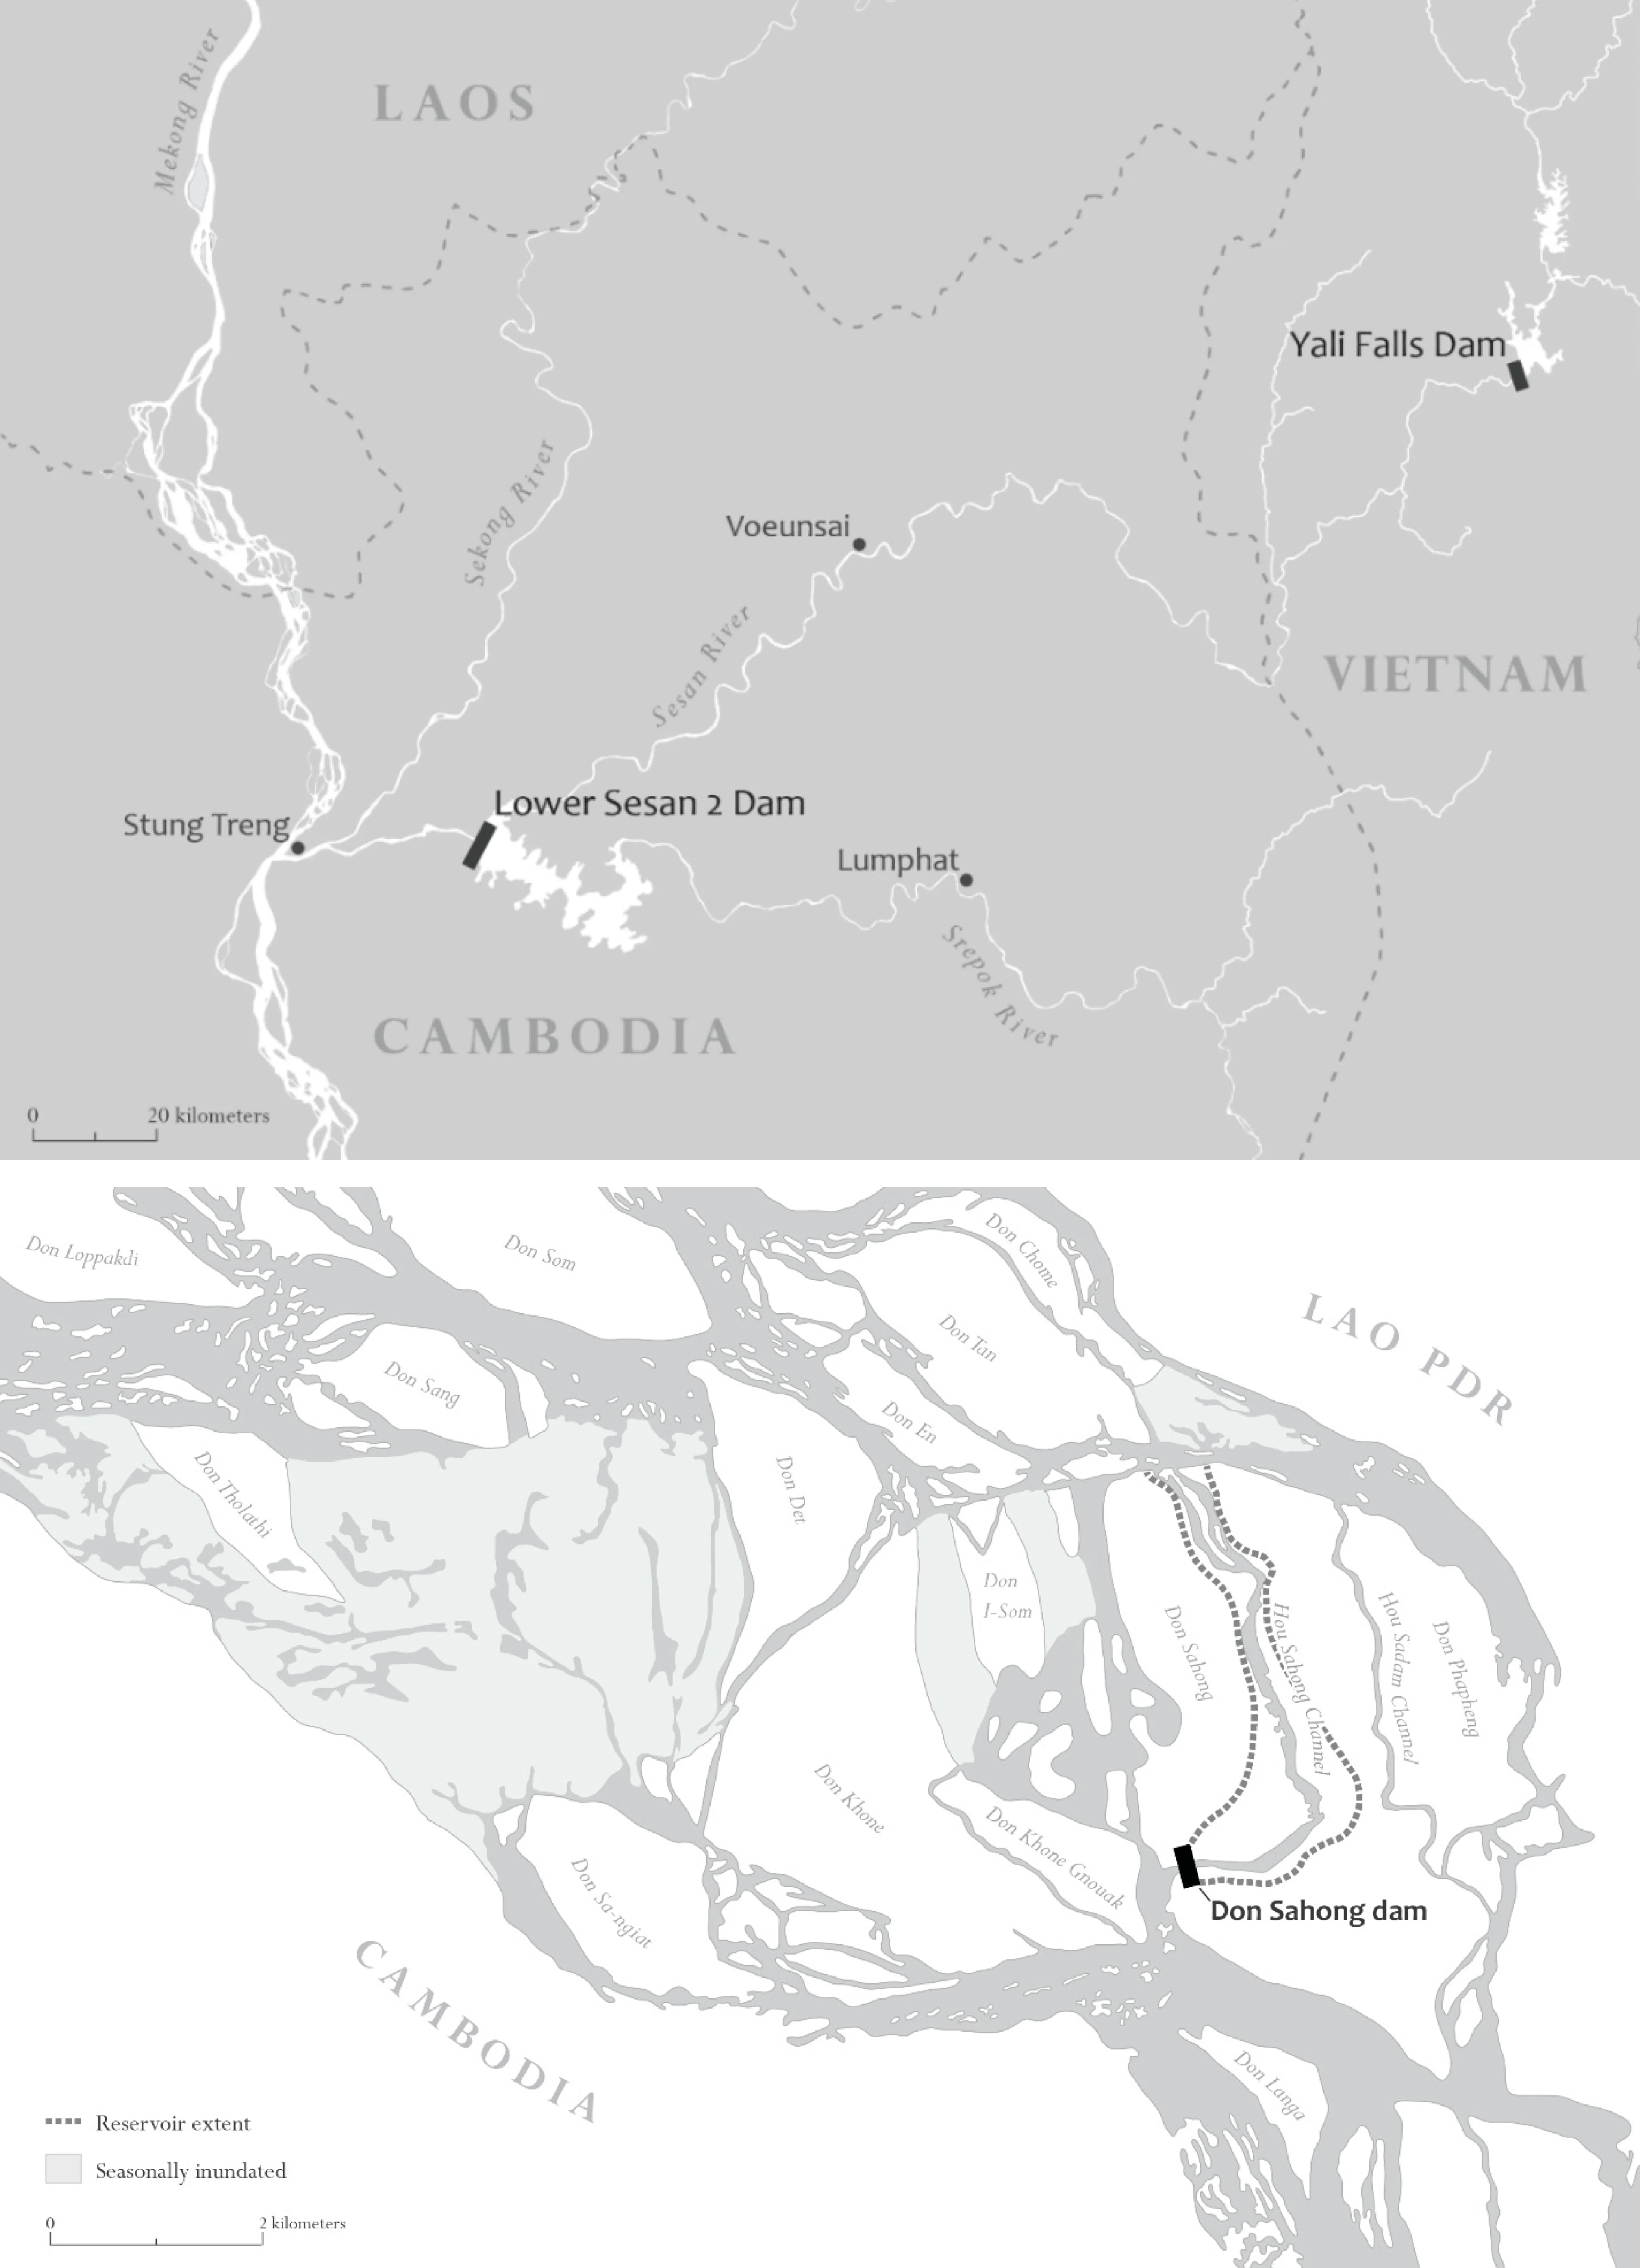 Mekong River
LAOS
Yali Falls Dam
Sekong River
Voeunsai
Sesan River
VIETNAM
Lower Sesan 2 Dam
Stung Treng
Lumphat
Srepok River
CAMBODIA
0 20 kilometers
Don Loppakdi
Don Som
Don Chome
LAO PDR
Don Tan
Don Sang
Don En
Don Tholathi
Don Det
Don
I-Som
Don Sahong
Hou Sahong Channel
Hou Sadam Channel
Don Phapheng
Don Khone
Don Khone Gnouak
Don Sa-ngiat
Don Sahong dam
CAMBODIA
Don Langa
Reservoir extent
Seasonally inundated
0 2 kilometers